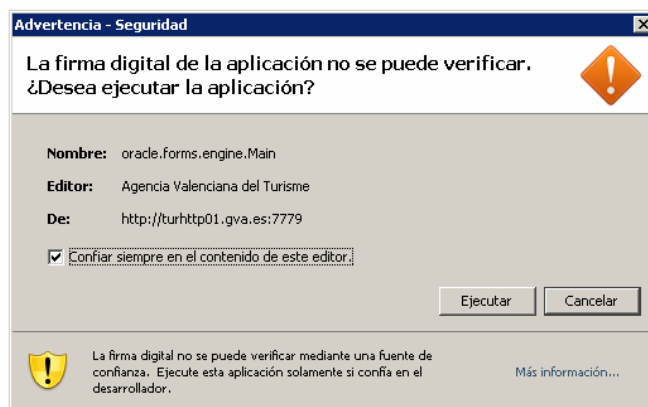 Advertencia - Seguridad
La firma digital de la aplicación no se puede verificar.
¿Desea ejecutar la aplicación?
Nombre: oracle.forms.engine.Main
Editor: Agencia Valenciana del Turisme
De: http://turhttp01.gva.es:7779
Confiar siempre en el contenido de este editor.
Ejecutar Cancelar
La firma digital no se puede verificar mediante una fuente de
confianza. Ejecute esta aplicación solamente si confía en el
desarrollador.
Más información...